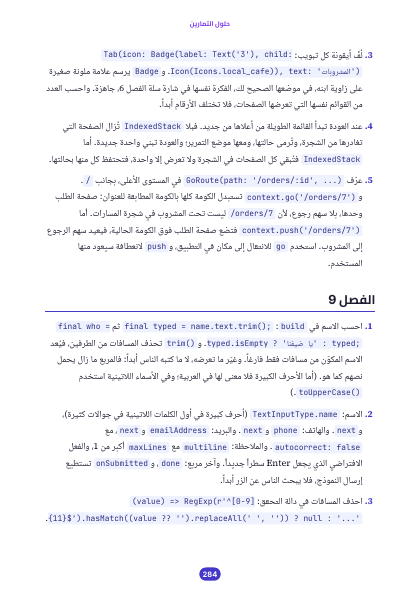 حلول التمارين
3. لُفّ أيقونة كل تبويب: Tab(icon: Badge(label: Text('3'), child:
Icon(Icons.local_cafe)), text: 'المشروبات'). و Badge يرسم علامة ملونة صغيرة
على زاوية ابنه، في موضعها الصحيح لك. الفكرة نفسها في شارة سلة الفصل 6، جاهزة. واحسب العدد
من القوائم نفسها التي تعرضها الصفحات، فلا تختلف الأرقام أبداً.
4. عند العودة تبدأ القائمة الطويلة من أعلاها من جديد. فبلا IndexedStack تُزال الصفحة التي
تغادرها من الشجرة، وتُرمى حالتها، ومعها موضع التمرير؛ والعودة تبني واحدة جديدة. أما
IndexedStack فتُبقي كل الصفحات في الشجرة ولا تعرض إلا واحدة، فتحتفظ كل منها بحالتها.
5. عرّف GoRoute(path: '/orders/:id', ...) في المستوى الأعلى، بجانب / .
و context.go('/orders/7') تستبدل الكومة كلها بالكومة المطابقة للعنوان: صفحة الطلب
وحدها، بلا سهم رجوع، لأن /orders/7 ليست تحت المشروب في شجرة المسارات. أما
context.push('/orders/7') فتضع صفحة الطلب فوق الكومة الحالية، فيعيد سهم الرجوع
إلى المشروب. استخدم go للانتقال إلى مكان في التطبيق، و push لانعطافة سيعود منها
المستخدم.
الفصل 9
1. احسب الاسم في build : final typed = name.text.trim(); ثم final who =
typed.isEmpty ? 'يا ضيفنا' : typed; . و trim() تحذف المسافات من الطرفين، فيُعد
الاسم المكوّن من مسافات فقط فارغاً. وغيّر ما تعرضه، لا ما كتبه الناس أبداً: فالمربع ما زال يحمل
نصهم كما هو. (أما الأحرف الكبيرة فلا معنى لها في العربية؛ وفي الأسماء اللاتينية استخدم
toUpperCase() .)
2. الاسم: TextInputType.name (أحرف كبيرة في أول الكلمات اللاتينية في جوالات كثيرة)،
و next . والهاتف: phone و next . والبريد: emailAddress و next ، مع
autocorrect: false . والملاحظة: multiline مع maxLines أكبر من 1، والفعل
الافتراضي الذي يجعل Enter سطراً جديداً. وآخر مربع: done ، و onSubmitted تستطيع
إرسال النموذج، فلا يبحث الناس عن الزر أبداً.
3. احذف المسافات في دالة التحقق: (value) => RegExp(r'^[0-9]
{11}$').hasMatch((value ?? '').replaceAll(' ', '')) ? null : '...'.
284